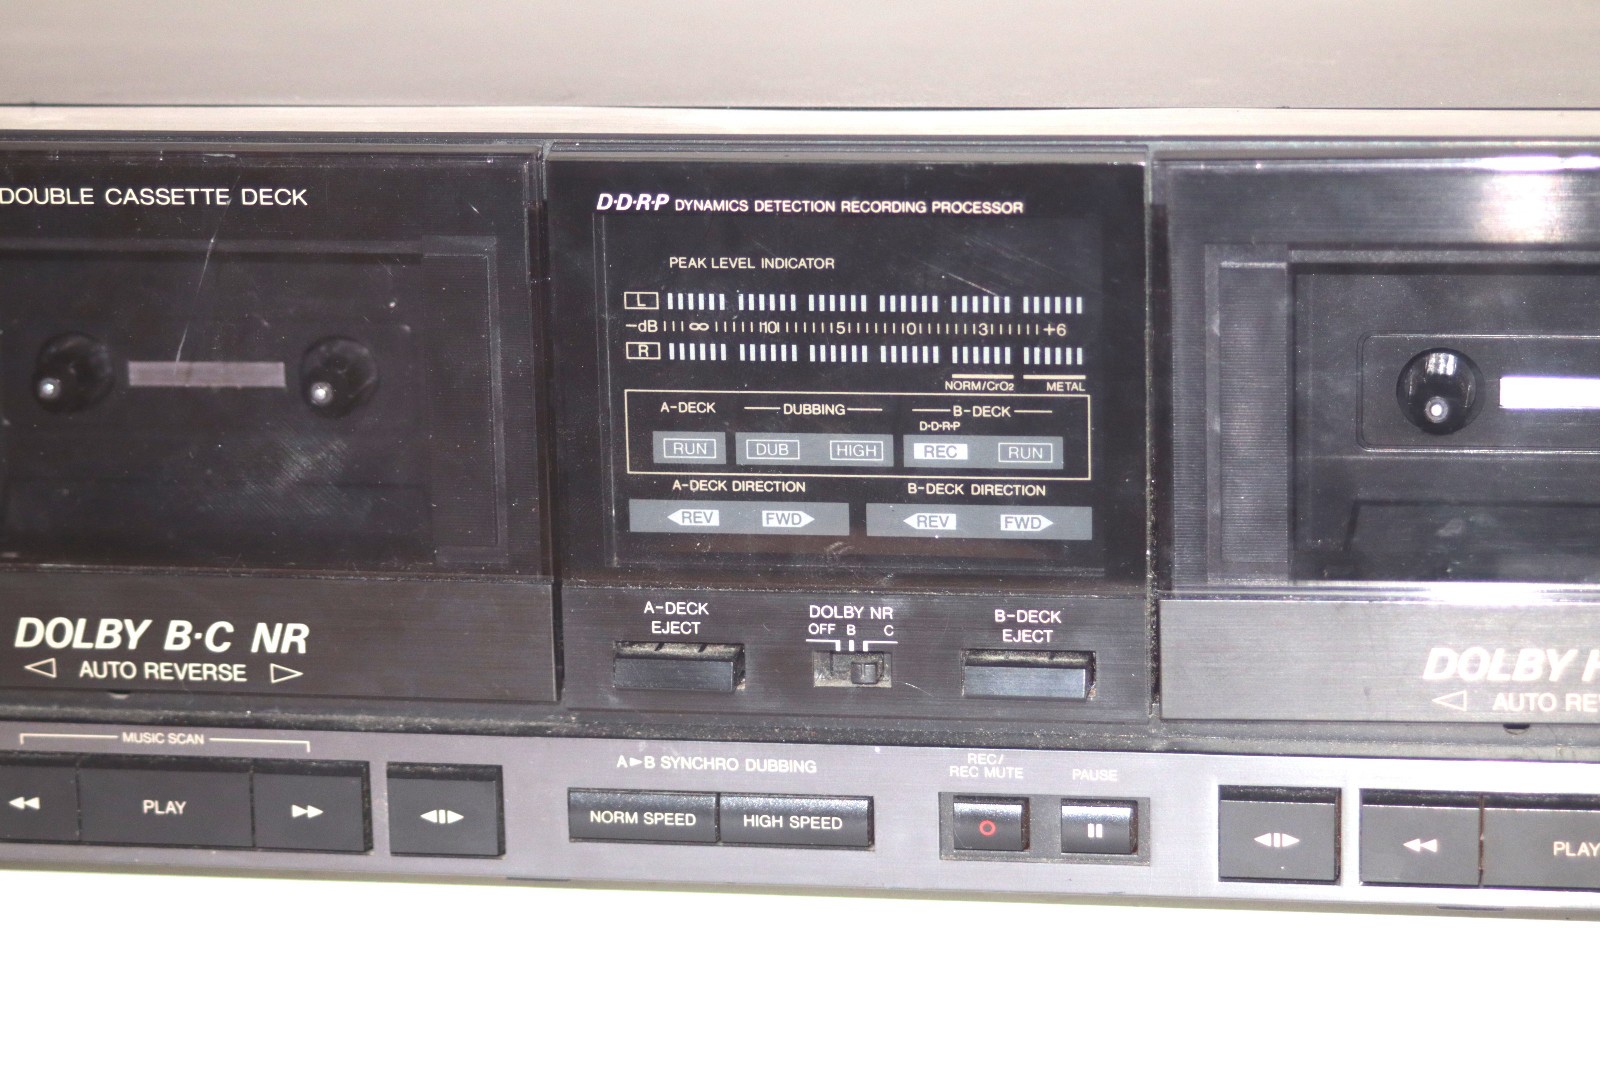 DOUBLE CASSETTE DECK
D·D·R·P DYNAMICS DETECTION RECORDING PROCESSOR
PEAK LEVEL INDICATOR
L
-dB ∞ 10 5 0 3 +6
R
NORM/CrO2 METAL
A-DECK DUBBING B-DECK
D·D·R·P
RUN DUB HIGH REC RUN
A-DECK DIRECTION B-DECK DIRECTION
REV FWD REV FWD
DOLBY B·C NR
AUTO REVERSE
A-DECK
EJECT
DOLBY NR
OFF B C
B-DECK
EJECT
DOLBY
AUTO
MUSIC SCAN
PLAY
A▶B SYNCHRO DUBBING
NORM SPEED HIGH SPEED
REC/
REC MUTE
PAUSE
PLAY